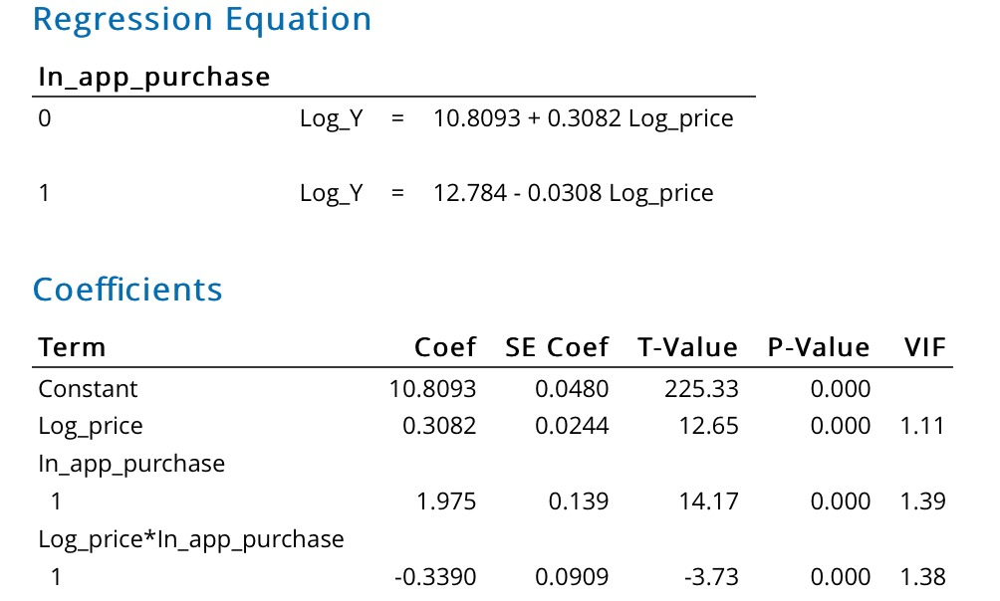 Regression Equation
In_app_purchase
0 Log_Y = 10.8093 + 0.3082 Log_price
1 Log_Y = 12.784 - 0.0308 Log_price
Coefficients
Term Coef SE Coef T-Value P-Value VIF
Constant 10.8093 0.0480 225.33 0.000
Log_price 0.3082 0.0244 12.65 0.000 1.11
In_app_purchase
1 1.975 0.139 14.17 0.000 1.39
Log_price*In_app_purchase
1 -0.3390 0.0909 -3.73 0.000 1.38